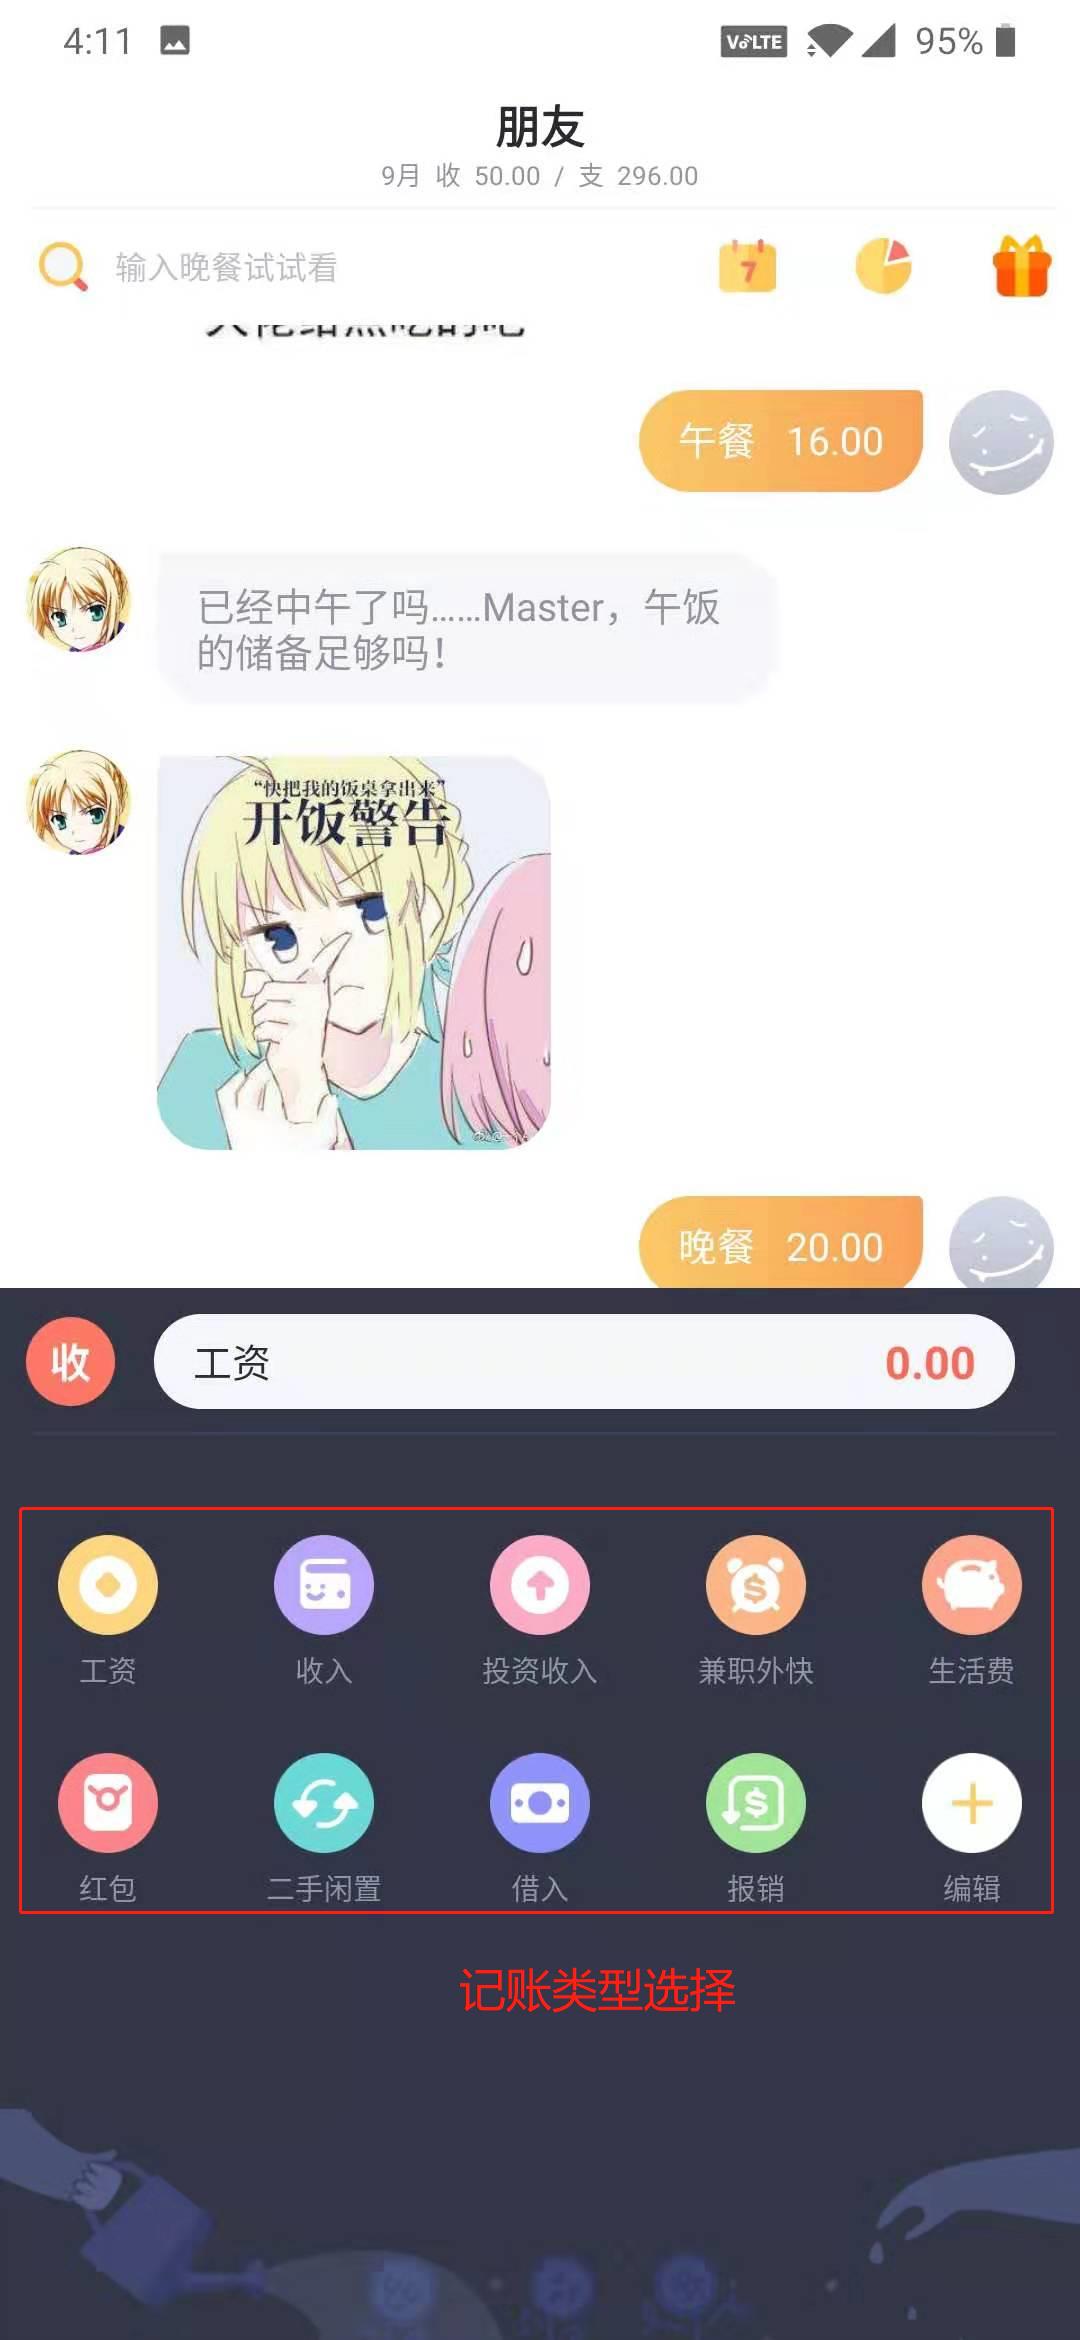 4:11 VoLTE 95%
朋友
9月 收 50.00 / 支 296.00
输入晚餐试试看 7
午餐 16.00
已经中午了吗……Master，午饭
的储备足够吗！
“快把我的饭桌拿出来”
开饭警告
晚餐 20.00
收 工资 0.00
工资 收入 投资收入 兼职外快 生活费
红包 二手闲置 借入 报销 编辑
记账类型选择